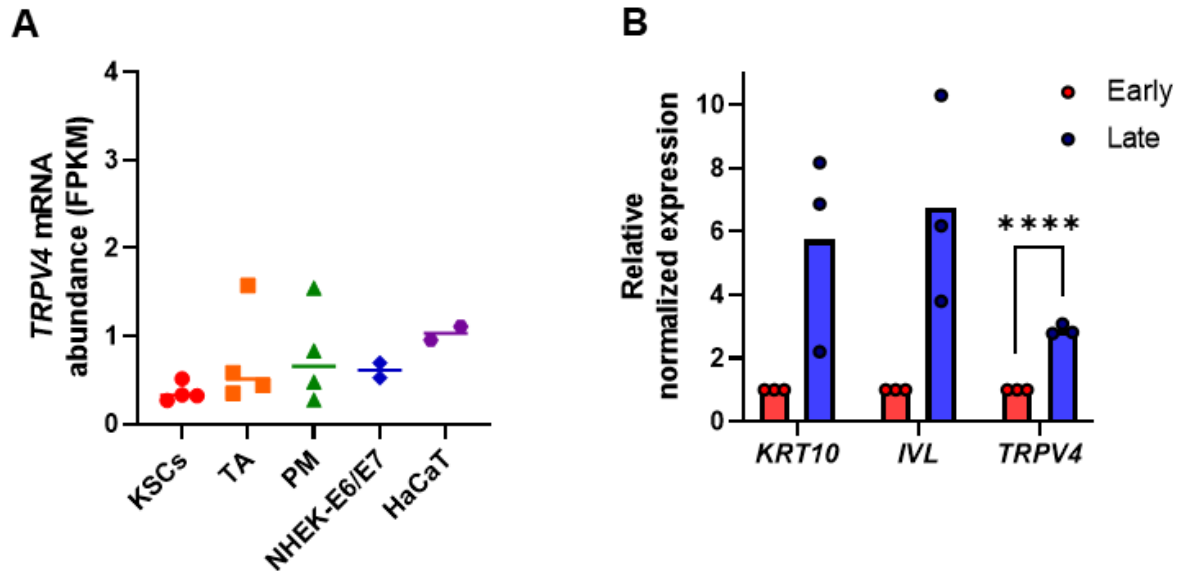 A
TRPV4 mRNA
abundance (FPKM)
4
3
2
1
0
KSCs
TA
PM
NHEK-E6/E7
HaCaT
B
Relative
normalized expression
10
8
6
4
2
0
Early
Late
****
KRT10
IVL
TRPV4